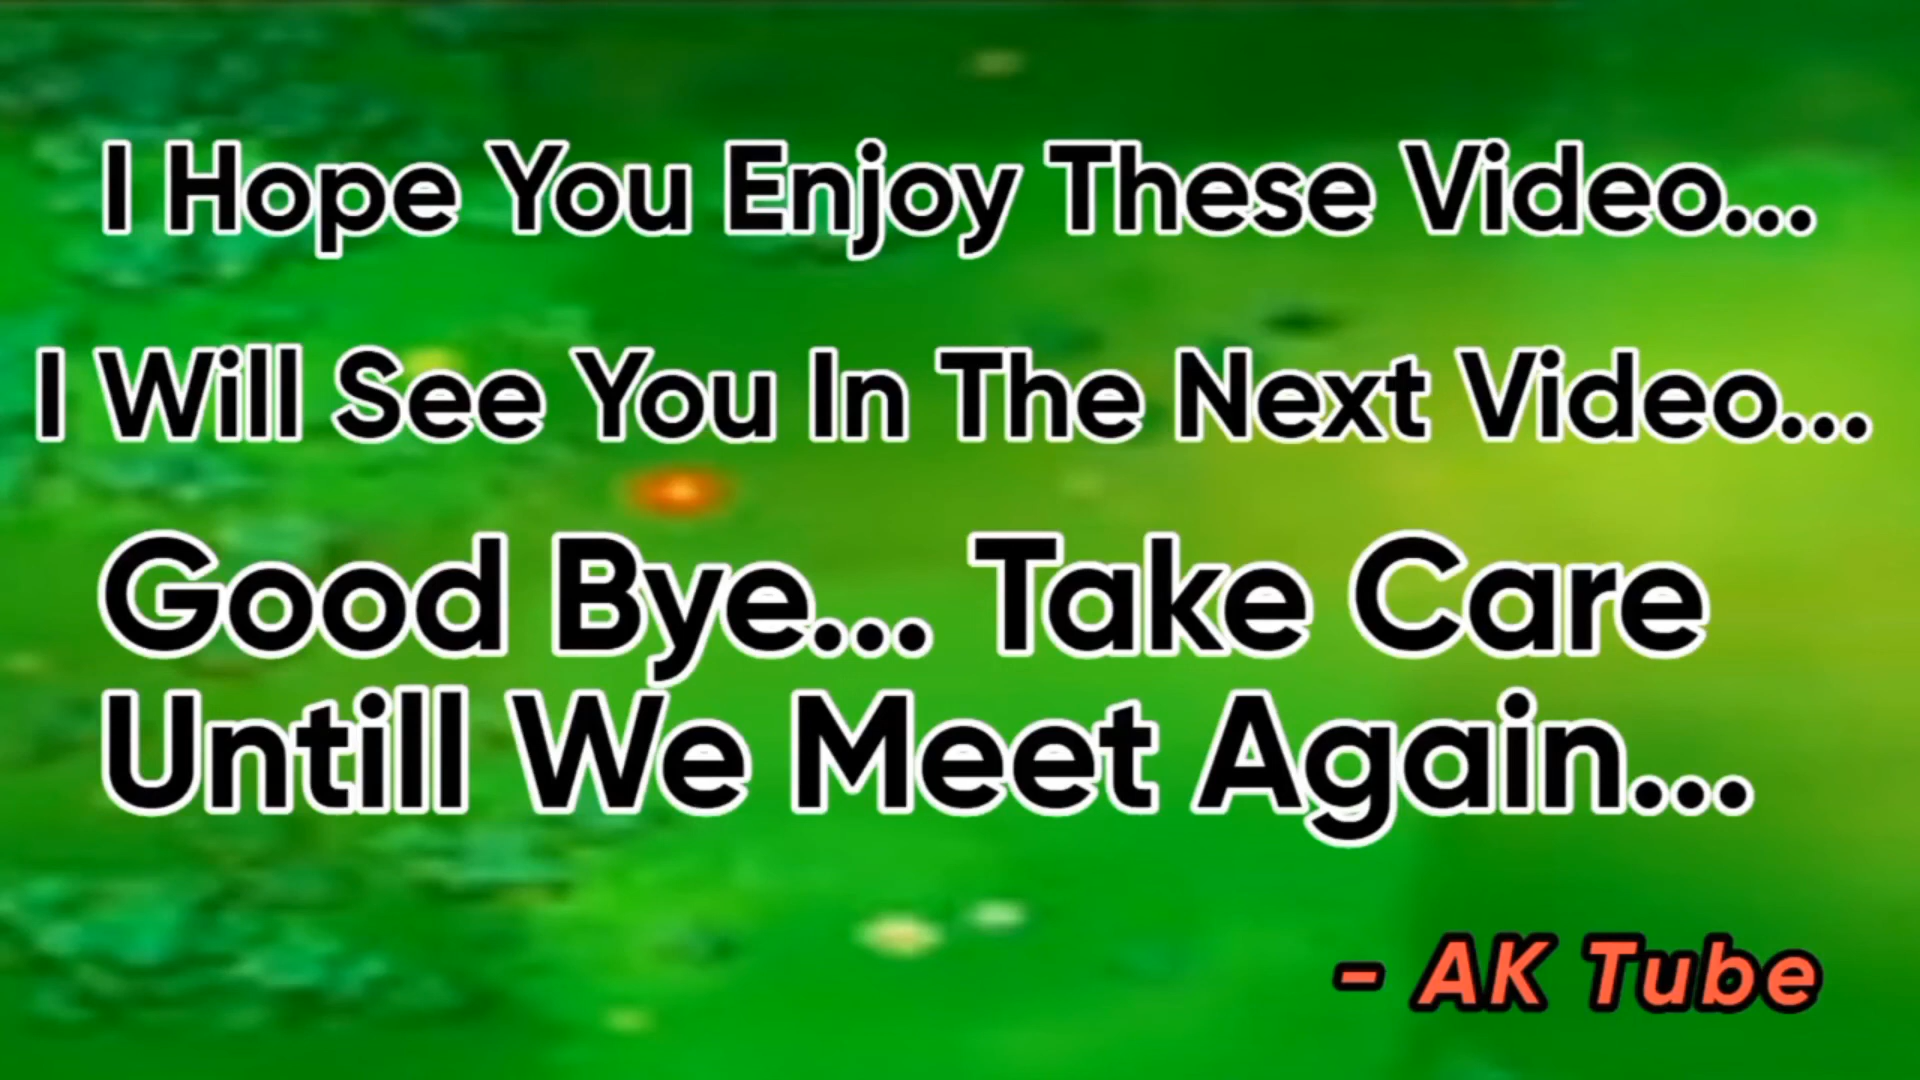 I Hope You Enjoy These Video...
I Will See You In The Next Video...
Good Bye... Take Care
Untill We Meet Again...
- AK Tube